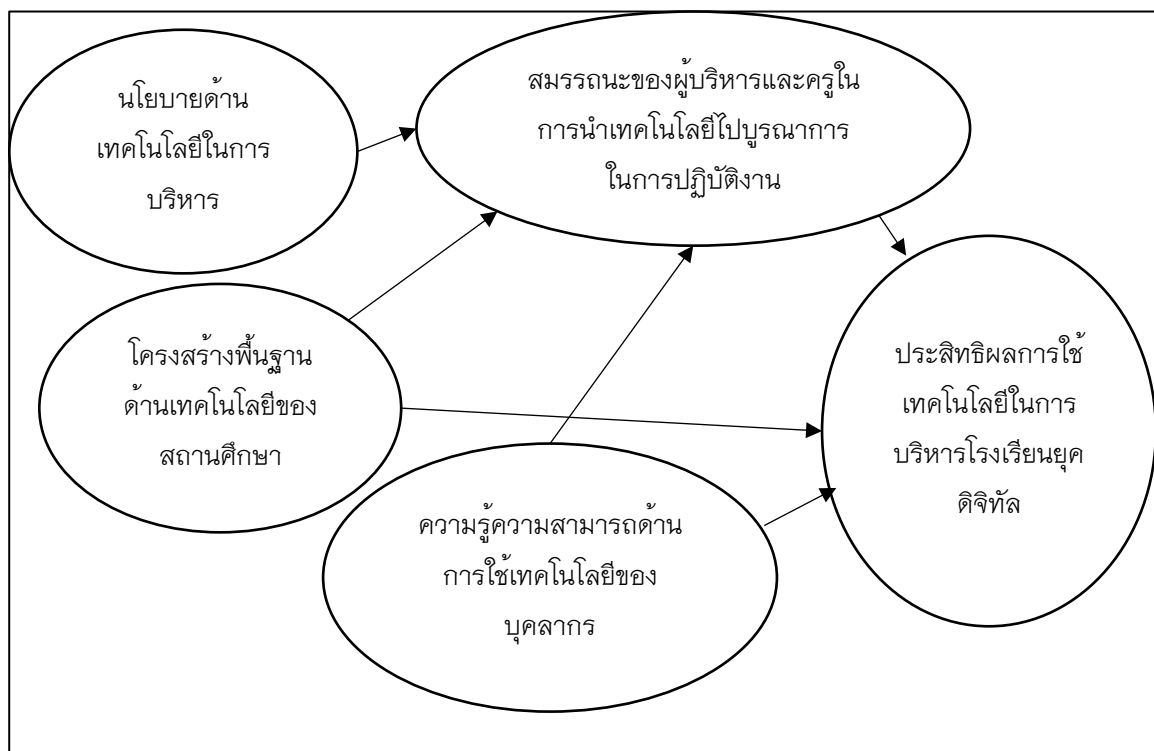 นโยบายด้าน
เทคโนโลยีในการ
บริหาร
สมรรถนะของผู้บริหารและครูใน
การนำเทคโนโลยีไปบูรณาการ
ในการปฏิบัติงาน
โครงสร้างพื้นฐาน
ด้านเทคโนโลยีของ
สถานศึกษา
ประสิทธิผลการใช้
เทคโนโลยีในการ
บริหารโรงเรียนยุค
ดิจิทัล
ความรู้ความสามารถด้าน
การใช้เทคโนโลยีของ
บุคลากร